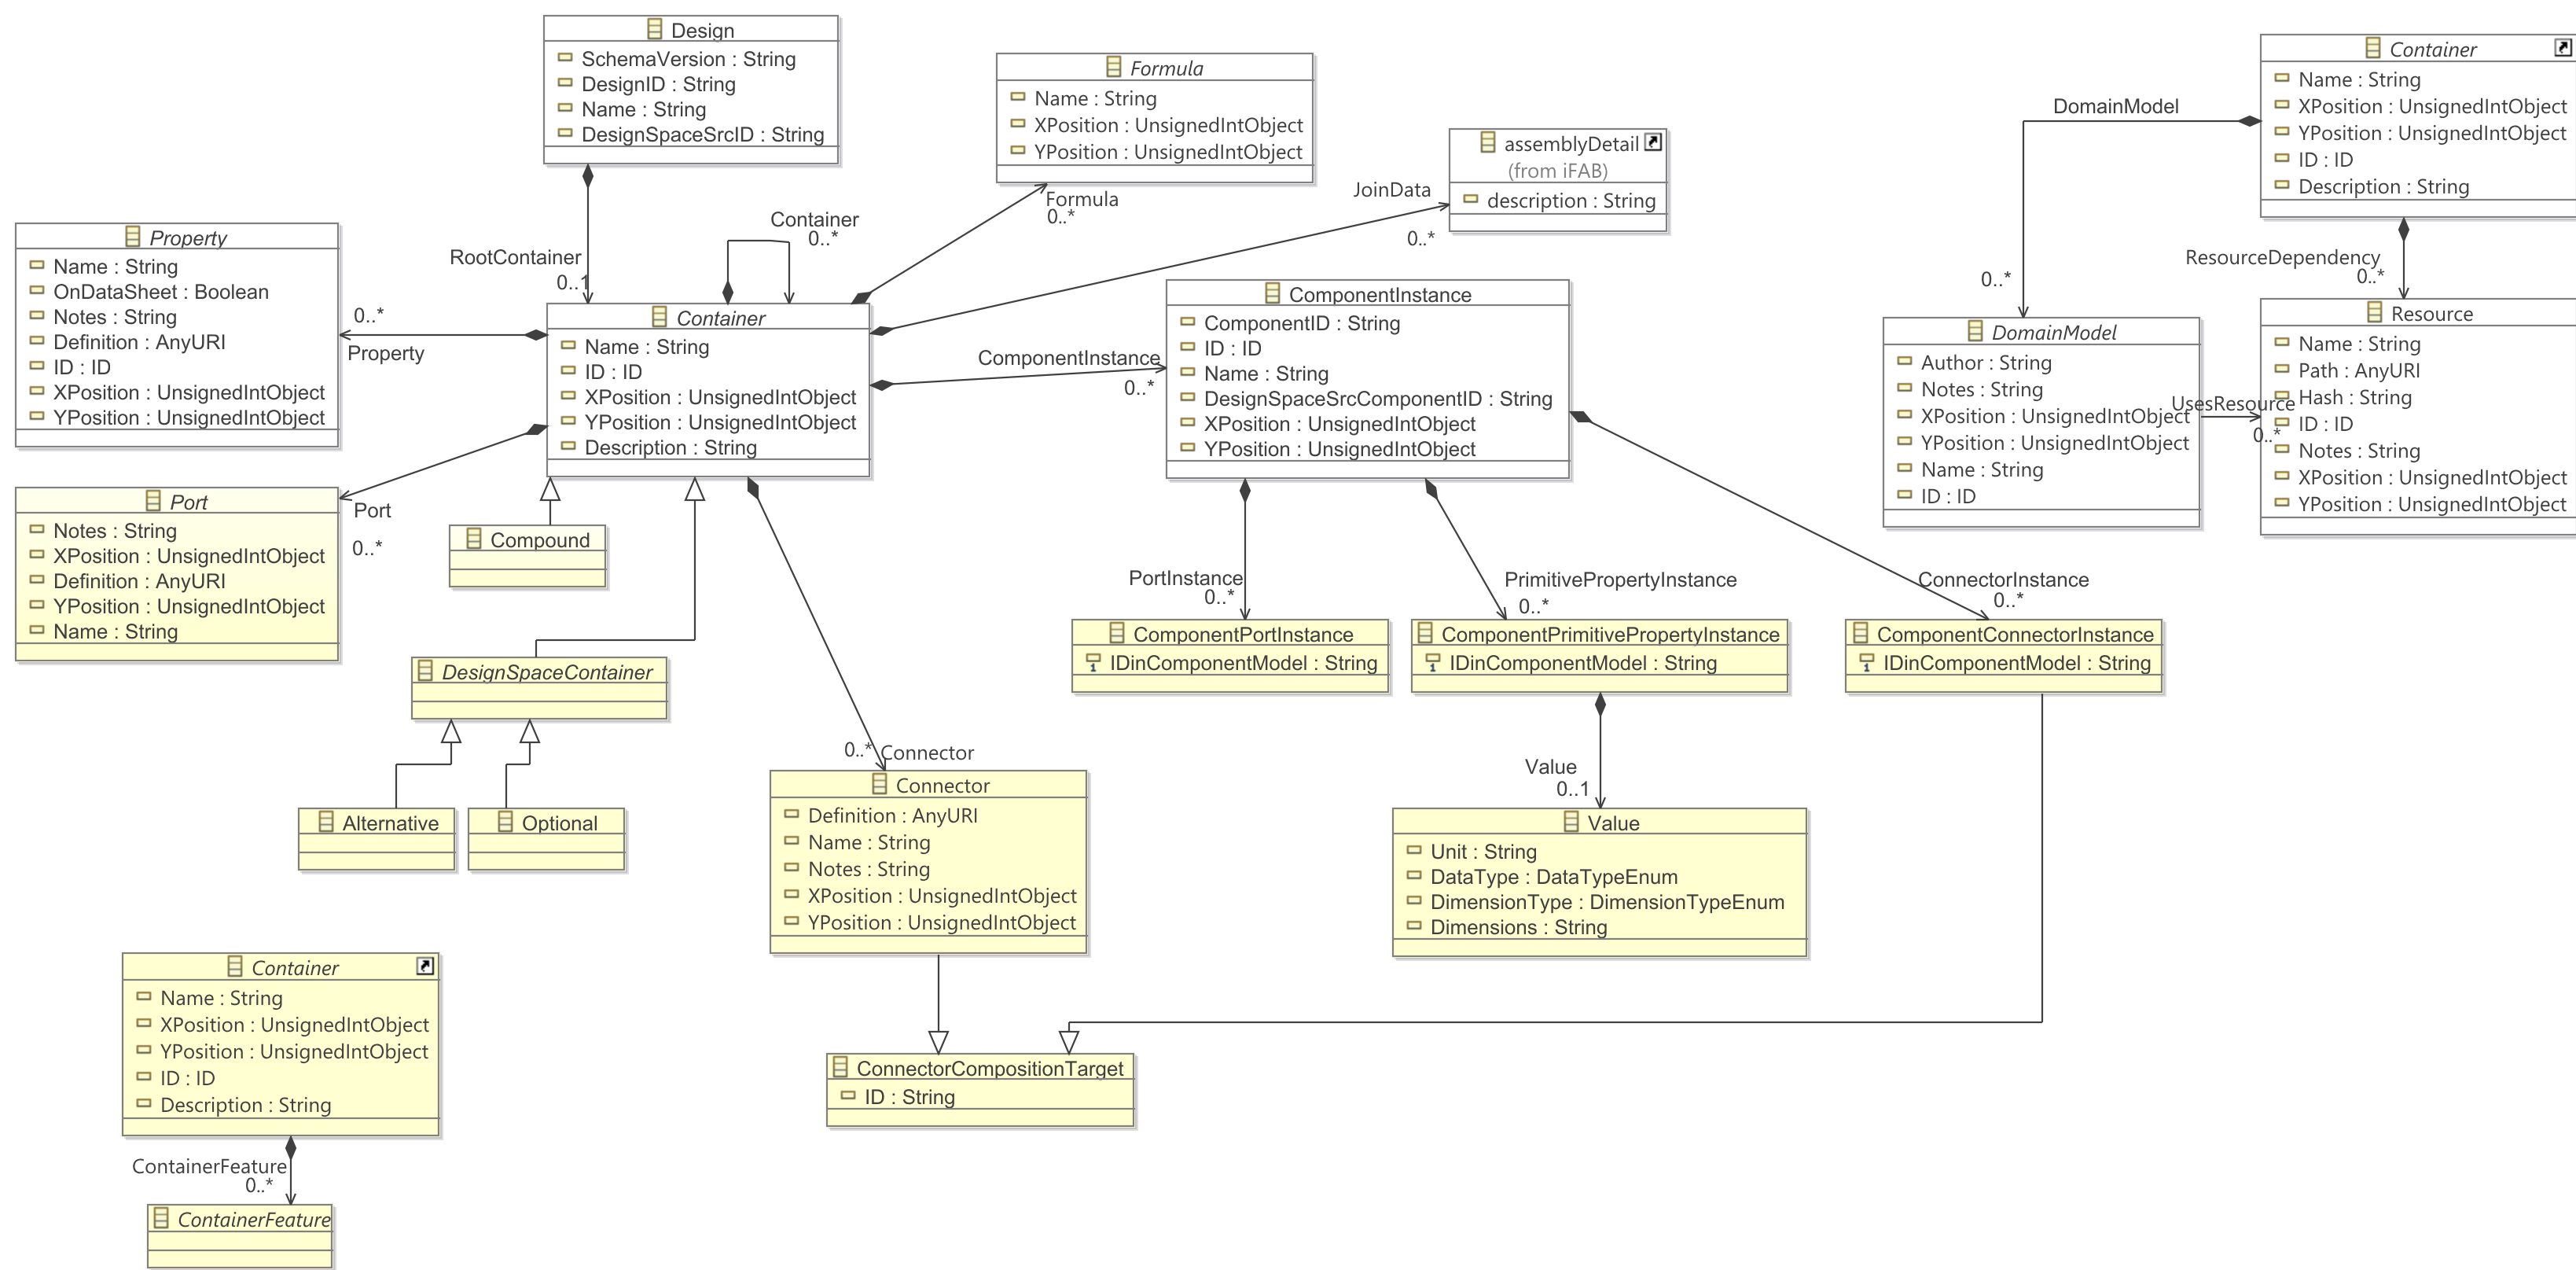 Design
SchemaVersion : String
DesignID : String
Name : String
DesignSpaceSrcID : String
Formula
Name : String
XPosition : UnsignedIntObject
YPosition : UnsignedIntObject
assemblyDetail
(from iFAB)
description : String
Container
Name : String
XPosition : UnsignedIntObject
YPosition : UnsignedIntObject
ID : ID
Description : String
DomainModel
0..*
ResourceDependency
0..*
JoinData
0..*
Formula
0..*
Container
0..*
RootContainer
0..1
Property
Name : String
OnDataSheet : Boolean
Notes : String
Definition : AnyURI
ID : ID
XPosition : UnsignedIntObject
YPosition : UnsignedIntObject
0..*
Property
Container
Name : String
ID : ID
XPosition : UnsignedIntObject
YPosition : UnsignedIntObject
Description : String
ComponentInstance
0..*
ComponentInstance
ComponentID : String
ID : ID
Name : String
DesignSpaceSrcComponentID : String
XPosition : UnsignedIntObject
YPosition : UnsignedIntObject
DomainModel
Author : String
Notes : String
XPosition : UnsignedIntObject
YPosition : UnsignedIntObject
Name : String
ID : ID
UsesResource
0..*
Resource
Name : String
Path : AnyURI
Hash : String
ID : ID
Notes : String
XPosition : UnsignedIntObject
YPosition : UnsignedIntObject
Port
Notes : String
XPosition : UnsignedIntObject
Definition : AnyURI
YPosition : UnsignedIntObject
Name : String
Port
0..*
Compound
DesignSpaceContainer
Alternative
Optional
PortInstance
0..*
PrimitivePropertyInstance
0..*
ConnectorInstance
0..*
ComponentPortInstance
IDinComponentModel : String
ComponentPrimitivePropertyInstance
IDinComponentModel : String
ComponentConnectorInstance
IDinComponentModel : String
0..*
Connector
Connector
Definition : AnyURI
Name : String
Notes : String
XPosition : UnsignedIntObject
YPosition : UnsignedIntObject
Value
0..1
Value
Unit : String
DataType : DataTypeEnum
DimensionType : DimensionTypeEnum
Dimensions : String
Container
Name : String
XPosition : UnsignedIntObject
YPosition : UnsignedIntObject
ID : ID
Description : String
ConnectorCompositionTarget
ID : String
ContainerFeature
0..*
ContainerFeature